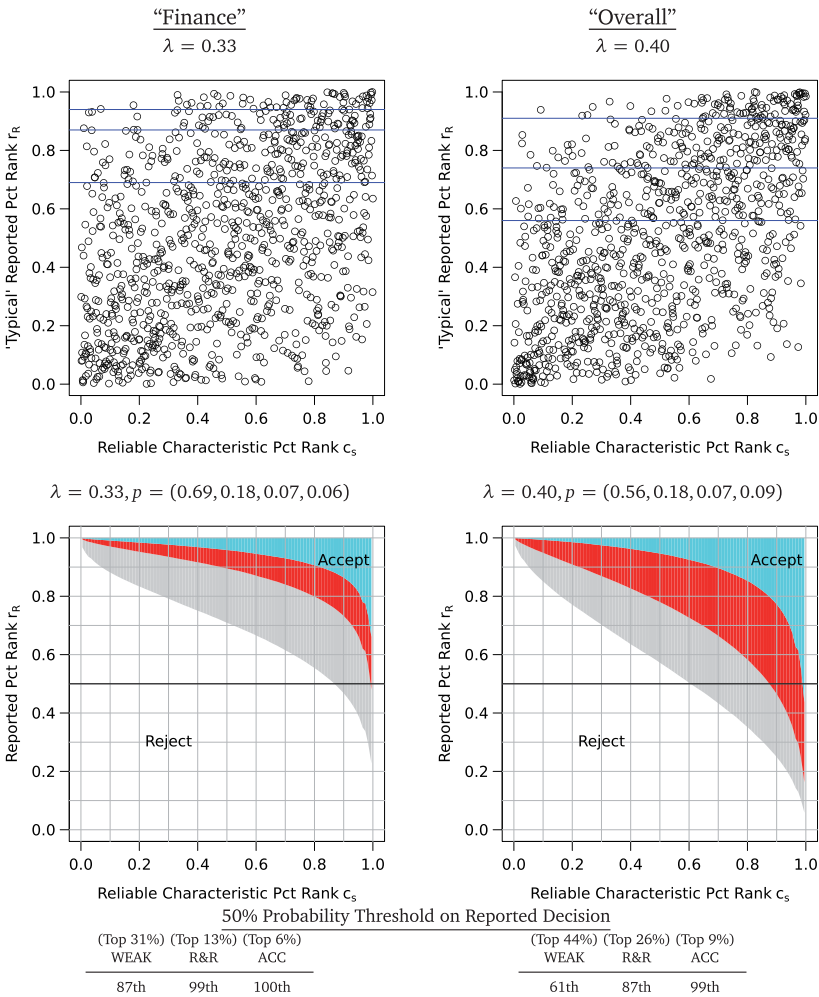 “Finance” “Overall”
λ = 0.33 λ = 0.40
1.0 1.0
0.8 0.8
0.6 0.6
0.4 0.4
0.2 0.2
0.0 0.0
'Typical' Reported Pct Rank rR 'Typical' Reported Pct Rank rR
0.0 0.2 0.4 0.6 0.8 1.0 0.0 0.2 0.4 0.6 0.8 1.0
Reliable Characteristic Pct Rank cs Reliable Characteristic Pct Rank cs
λ = 0.33, p = (0.69, 0.18, 0.07, 0.06) λ = 0.40, p = (0.56, 0.18, 0.07, 0.09)
1.0 1.0
Accept Accept
0.8 0.8
0.6 0.6
0.4 0.4
Reject Reject
0.2 0.2
0.0 0.0
Reported Pct Rank rR Reported Pct Rank rR
0.0 0.2 0.4 0.6 0.8 1.0 0.0 0.2 0.4 0.6 0.8 1.0
Reliable Characteristic Pct Rank cs Reliable Characteristic Pct Rank cs
50% Probability Threshold on Reported Decision
(Top 31%) (Top 13%) (Top 6%) (Top 44%) (Top 26%) (Top 9%)
WEAK R&R ACC WEAK R&R ACC
87th 99th 100th 61th 87th 99th